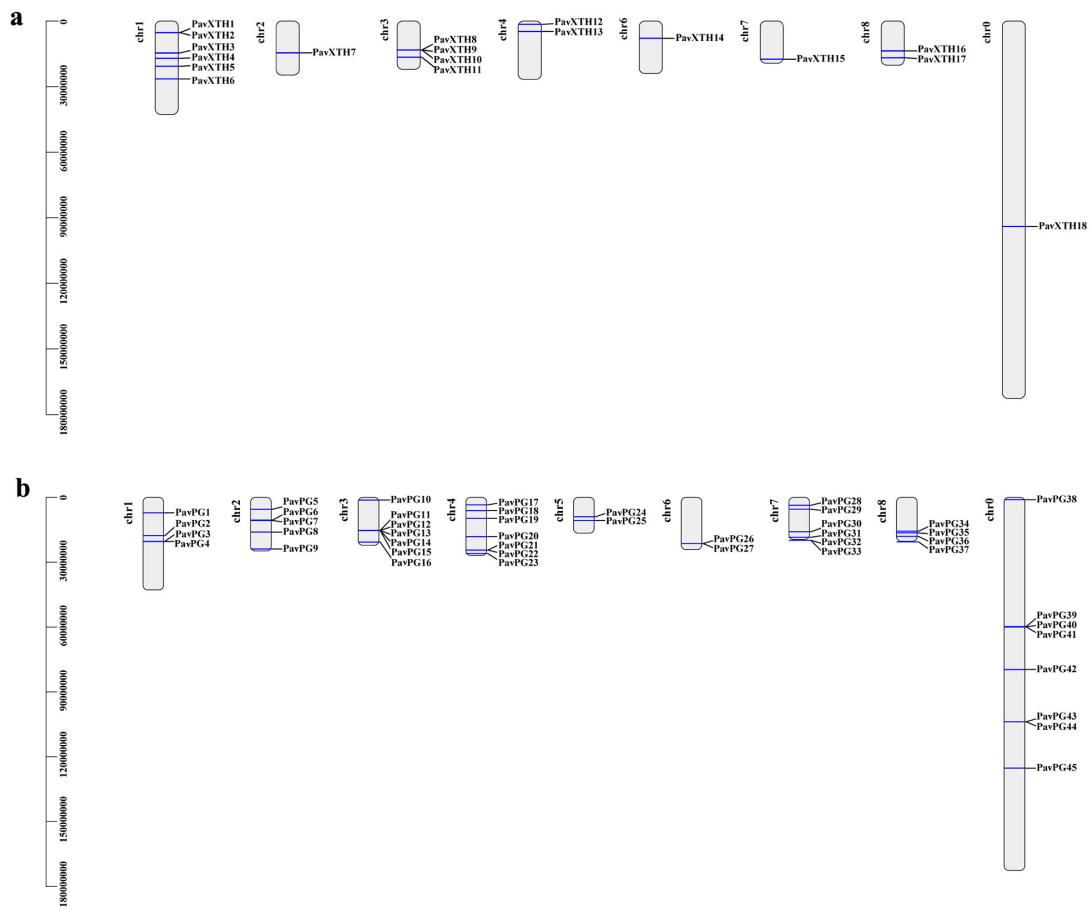 a
0
30000000
60000000
90000000
120000000
150000000
180000000
chr1
PavXTH1
PavXTH2
PavXTH3
PavXTH4
PavXTH5
PavXTH6
chr2
PavXTH7
chr3
PavXTH8
PavXTH9
PavXTH10
PavXTH11
chr4
PavXTH12
PavXTH13
chr6
PavXTH14
chr7
PavXTH15
chr8
PavXTH16
PavXTH17
chr0
PavXTH18
b
0
30000000
60000000
90000000
120000000
150000000
180000000
chr1
PavPG1
PavPG2
PavPG3
PavPG4
chr2
PavPG5
PavPG6
PavPG7
PavPG8
PavPG9
chr3
PavPG10
PavPG11
PavPG12
PavPG13
PavPG14
PavPG15
PavPG16
chr4
PavPG17
PavPG18
PavPG19
PavPG20
PavPG21
PavPG22
PavPG23
chr5
PavPG24
PavPG25
chr6
PavPG26
PavPG27
chr7
PavPG28
PavPG29
PavPG30
PavPG31
PavPG32
PavPG33
chr8
PavPG34
PavPG35
PavPG36
PavPG37
chr0
PavPG38
PavPG39
PavPG40
PavPG41
PavPG42
PavPG43
PavPG44
PavPG45